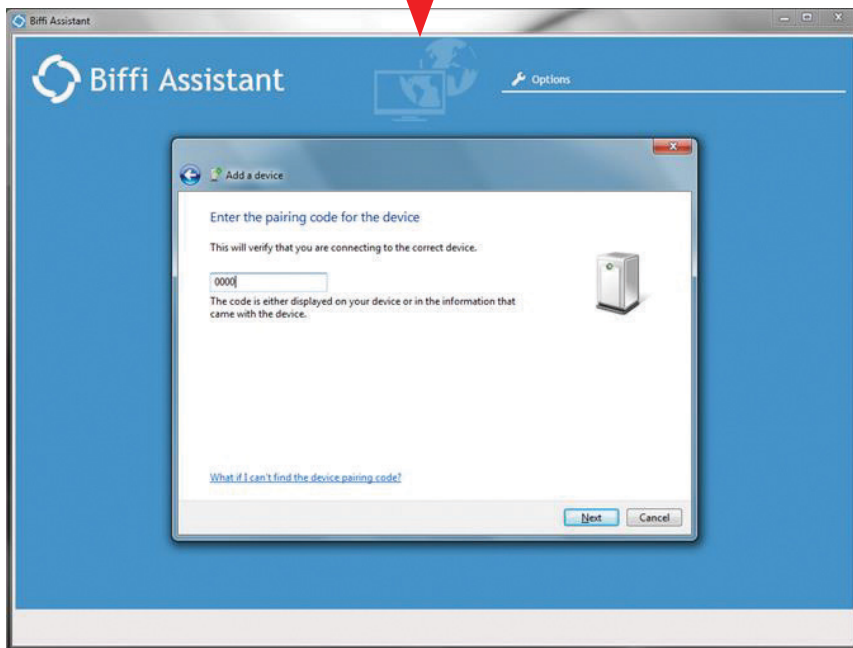 Biffi Assistant
Biffi Assistant
Options
Add a device
Enter the pairing code for the device
This will verify that you are connecting to the correct device.
0000
The code is either displayed on your device or in the information that
came with the device.
What if I can't find the device pairing code?
Next
Cancel